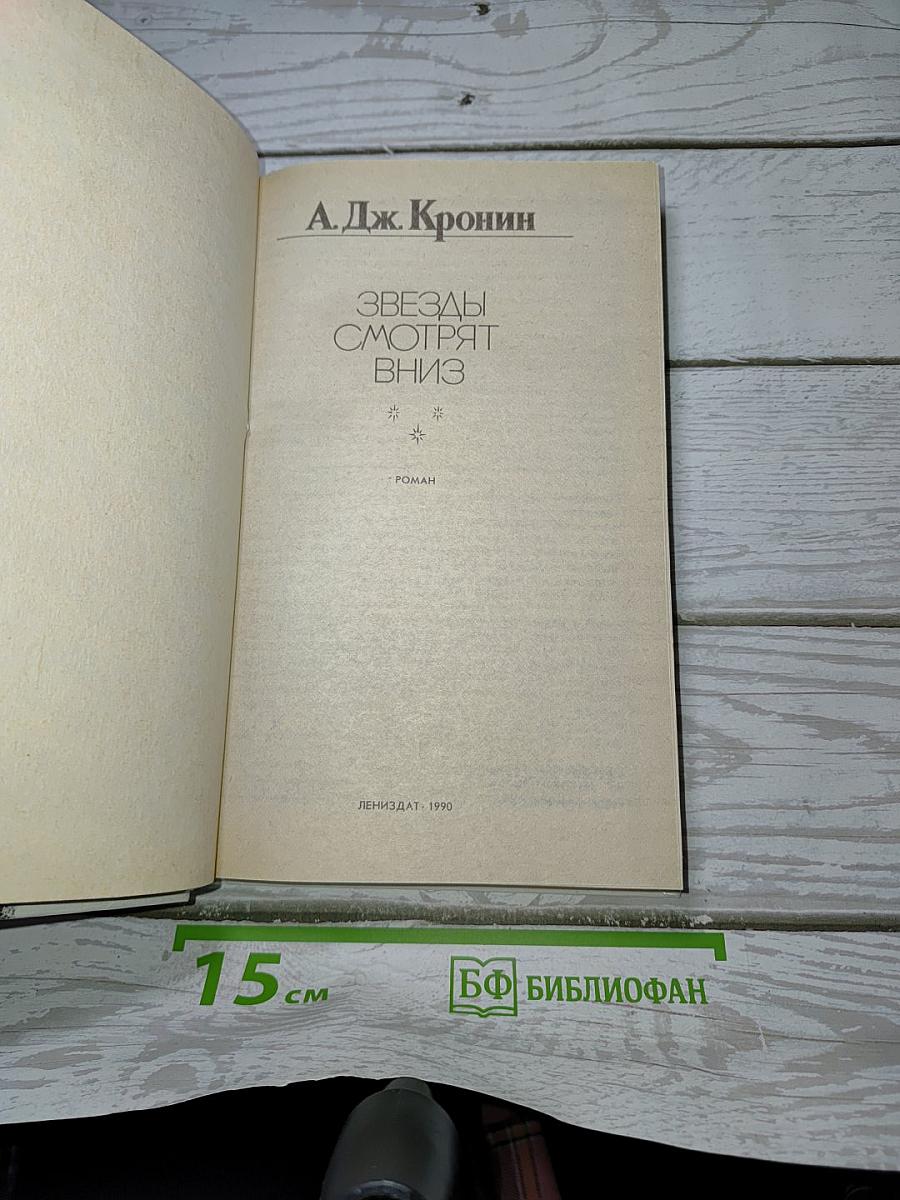 А. Дж. Кронин
ЗВЕЗДЫ
СМОТРЯТ
ВНИЗ
РОМАН
ЛЕНИЗДАТ · 1990
15 см
БФ БИБЛИОФАН